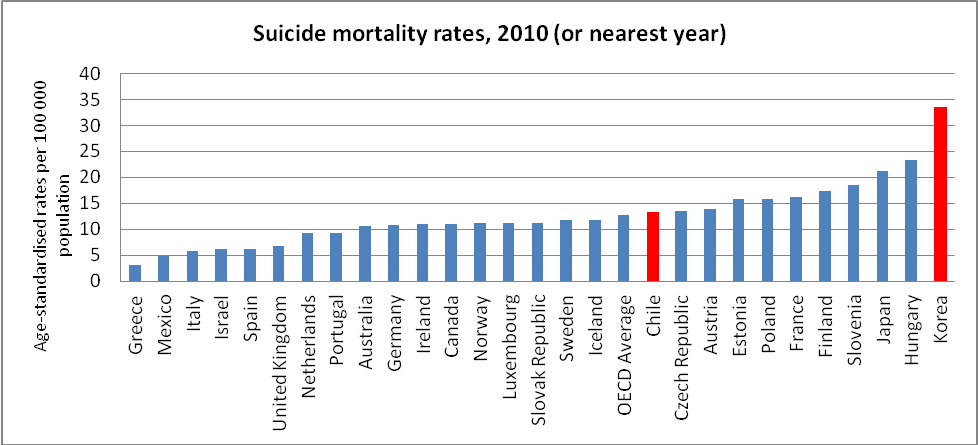 Suicide mortality rates, 2010 (or nearest year)
Age-standardised rates per 100 000
population
40
35
30
25
20
15
10
5
0
Greece
Mexico
Italy
Israel
Spain
United Kingdom
Netherlands
Portugal
Australia
Germany
Ireland
Canada
Norway
Luxembourg
Slovak Republic
Sweden
Iceland
OECD Average
Chile
Czech Republic
Austria
Estonia
Poland
France
Finland
Slovenia
Japan
Hungary
Korea